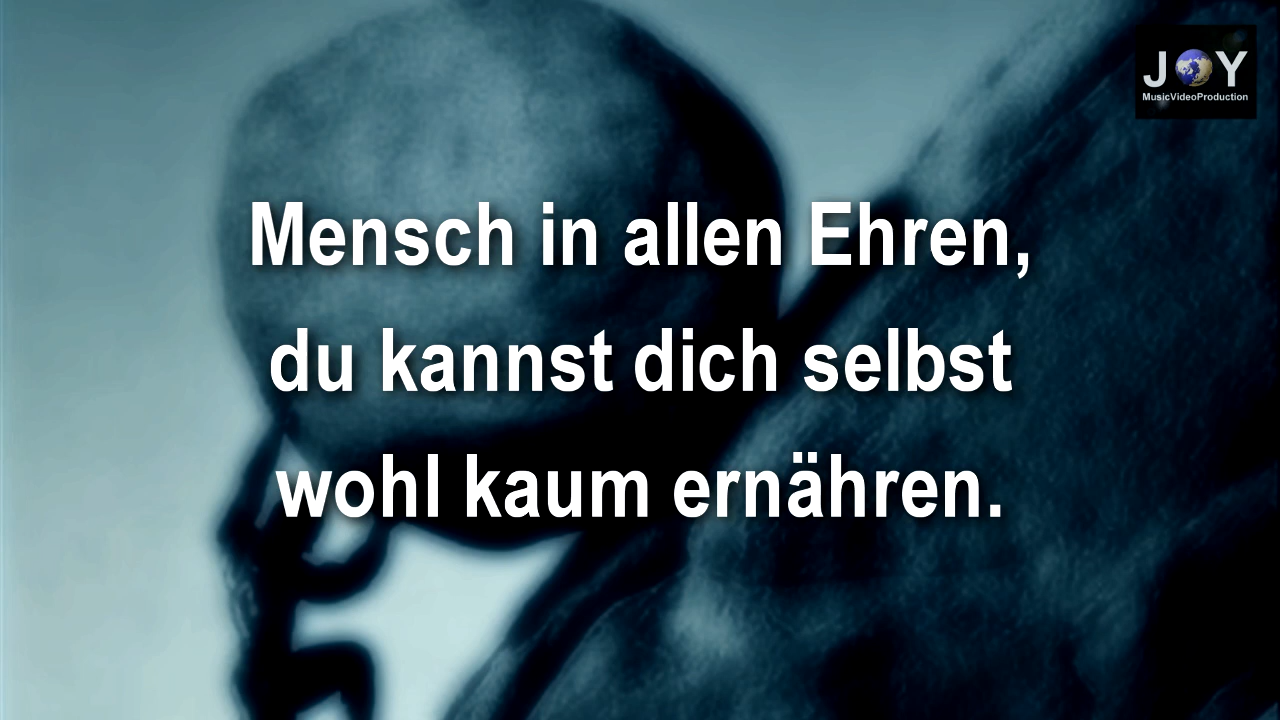 JOY
MusicVideoProduction
Mensch in allen Ehren,
du kannst dich selbst
wohl kaum ernähren.